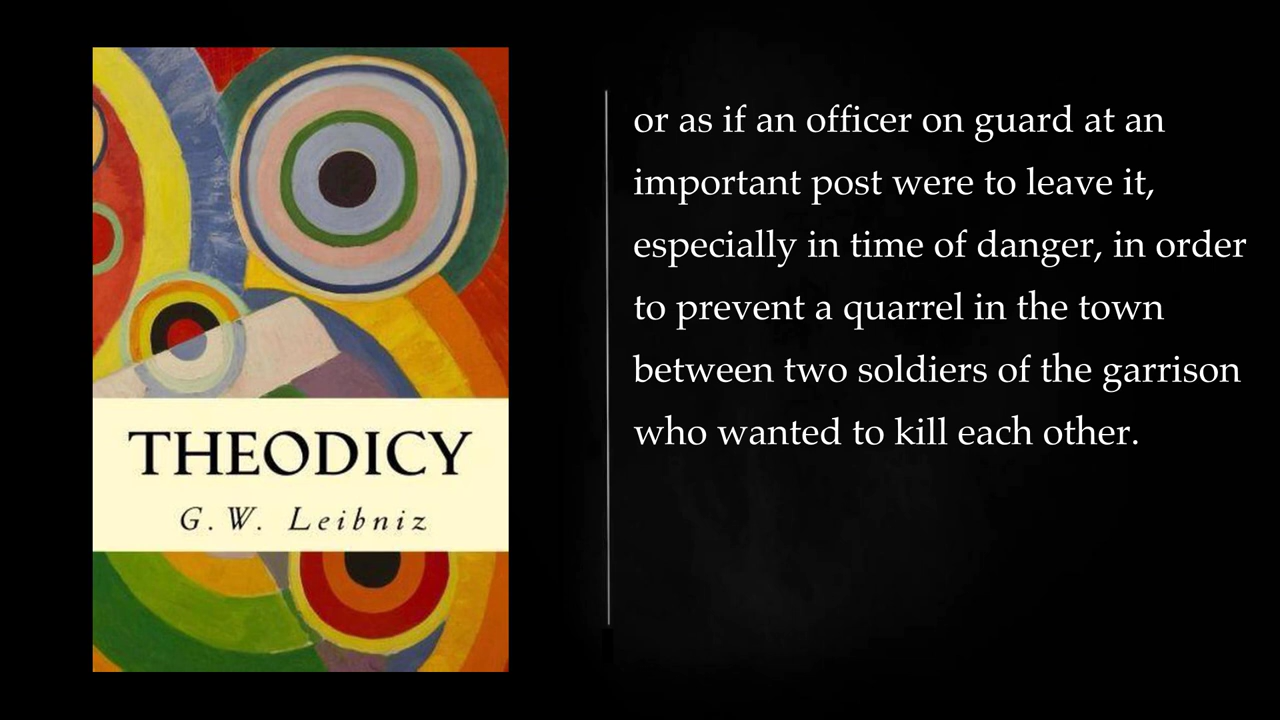 THEODICY
G. W. Leibniz
or as if an officer on guard at an
important post were to leave it,
especially in time of danger, in order
to prevent a quarrel in the town
between two soldiers of the garrison
who wanted to kill each other.